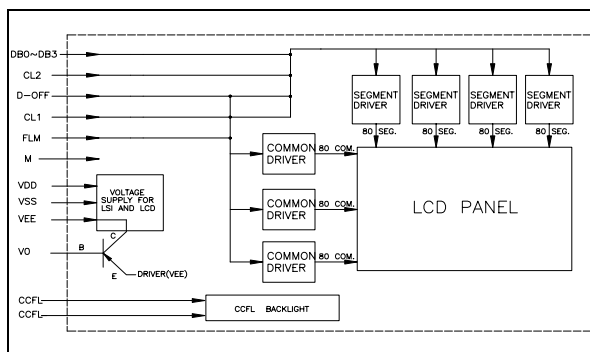 DB0~DB3
CL2
D-OFF
CL1
FLM
M
VDD
VSS
VEE
VO
CCFL
CCFL
VOLTAGE
SUPPLY FOR
LSI AND LCD
C
B
E
DRIVER(VEE)
CCFL BACKLIGHT
SEGMENT
DRIVER
SEGMENT
DRIVER
SEGMENT
DRIVER
SEGMENT
DRIVER
80 SEG.
80 SEG.
80 SEG.
80 SEG.
COMMON
DRIVER
80 COM.
COMMON
DRIVER
80 COM.
COMMON
DRIVER
80 COM.
LCD PANEL